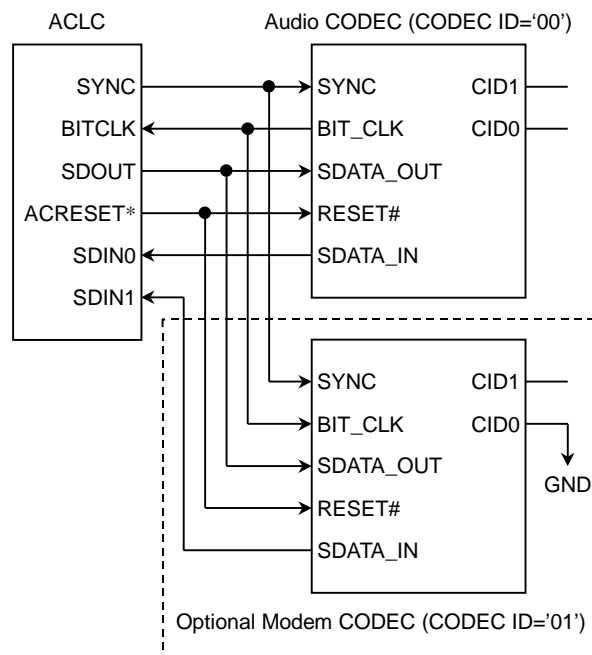 ACLC
SYNC
BITCLK
SDOUT
ACRESET*
SDIN0
SDIN1
Audio CODEC (CODEC ID=‘00’)
SYNC CID1
BIT_CLK CID0
SDATA_OUT
RESET#
SDATA_IN
SYNC CID1
BIT_CLK CID0
SDATA_OUT
GND
RESET#
SDATA_IN
Optional Modem CODEC (CODEC ID=’01’)